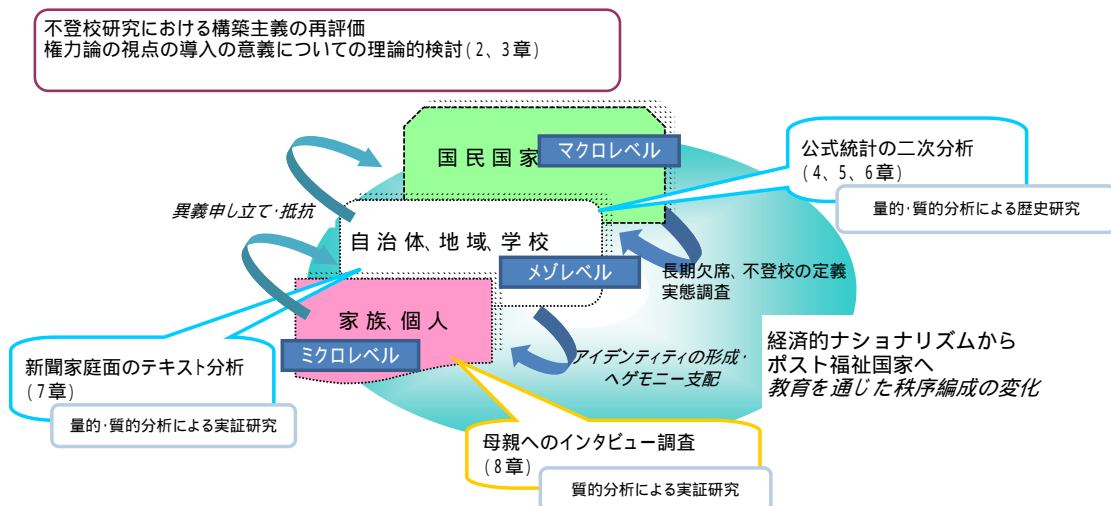 不登校研究における構築主義の再評価
権力論の視点の導入の意義についての理論的検討(2、3章)
国民国家
マクロレベル
公式統計の二次分析
(4、5、6章)
量的・質的分析による歴史研究
異義申し立て・抵抗
自治体、地域、学校
メゾレベル
長期欠席、不登校の定義
実態調査
家族、個人
ミクロレベル
アイデンティティの形成・
ヘゲモニー支配
新聞家庭面のテキスト分析
(7章)
量的・質的分析による実証研究
経済的ナショナリズムから
ポスト福祉国家へ
教育を通じた秩序編成の変化
母親へのインタビュー調査
(8章)
質的分析による実証研究